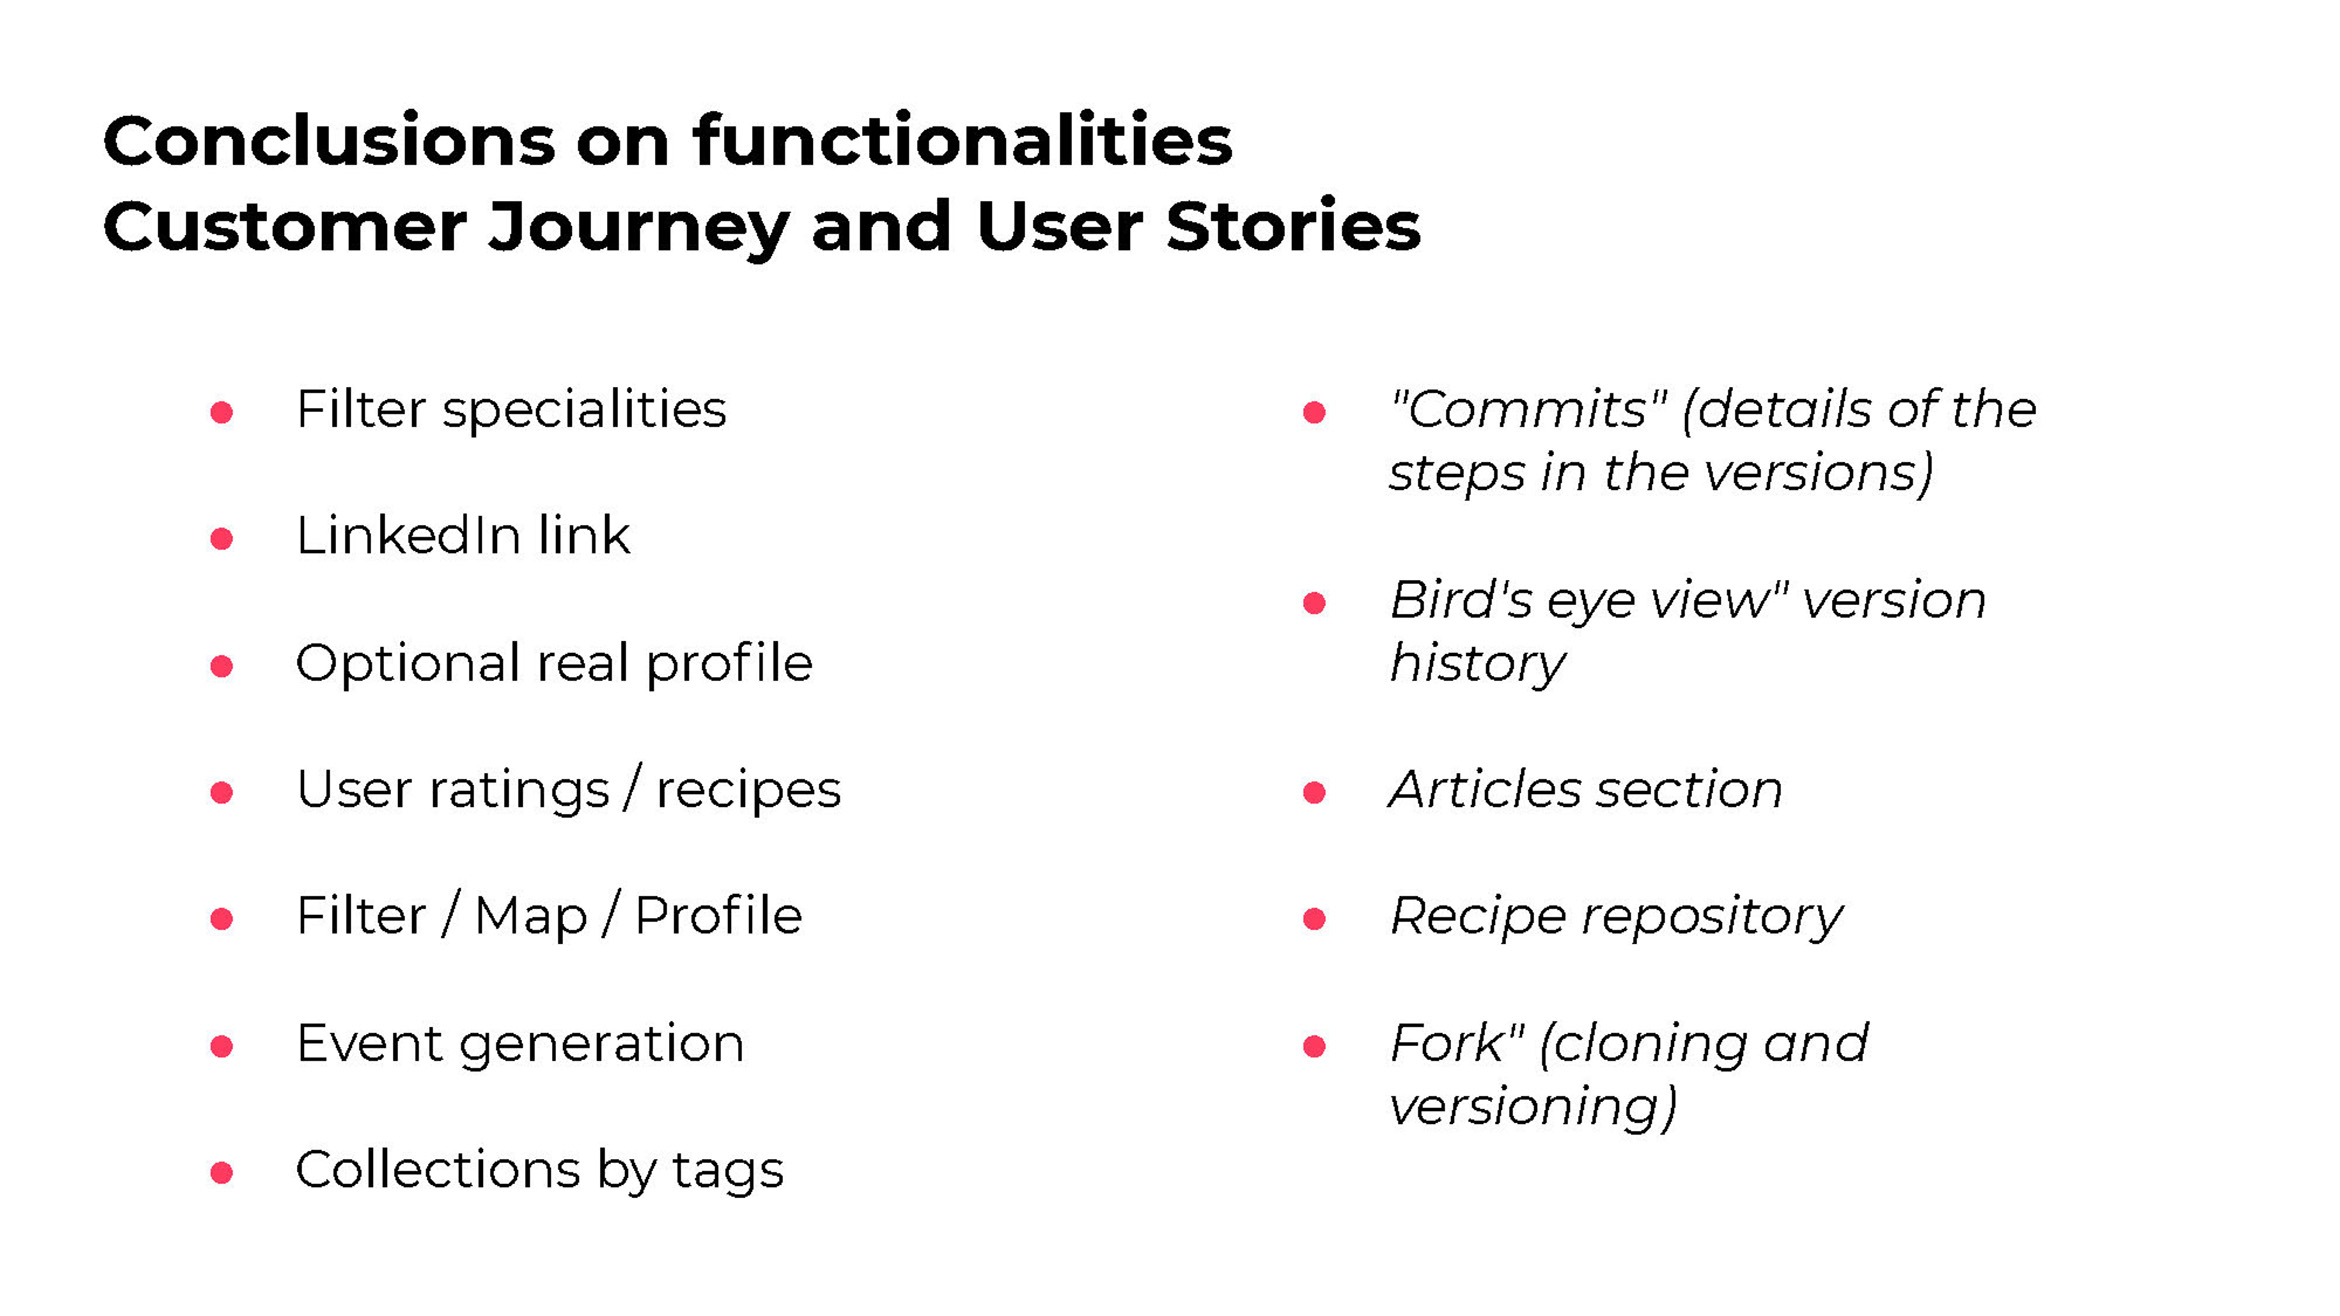 Conclusions on functionalities
Customer Journey and User Stories
Filter specialities
LinkedIn link
Optional real profile
User ratings / recipes
Filter / Map / Profile
Event generation
Collections by tags
"Commits" (details of the
steps in the versions)
Bird's eye view" version
history
Articles section
Recipe repository
Fork" (cloning and
versioning)